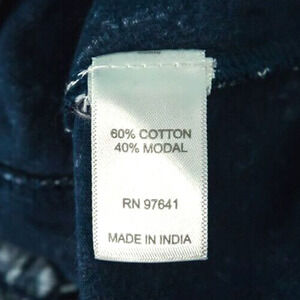 60% COTTON
40% MODAL
RN 97641
MADE IN INDIA